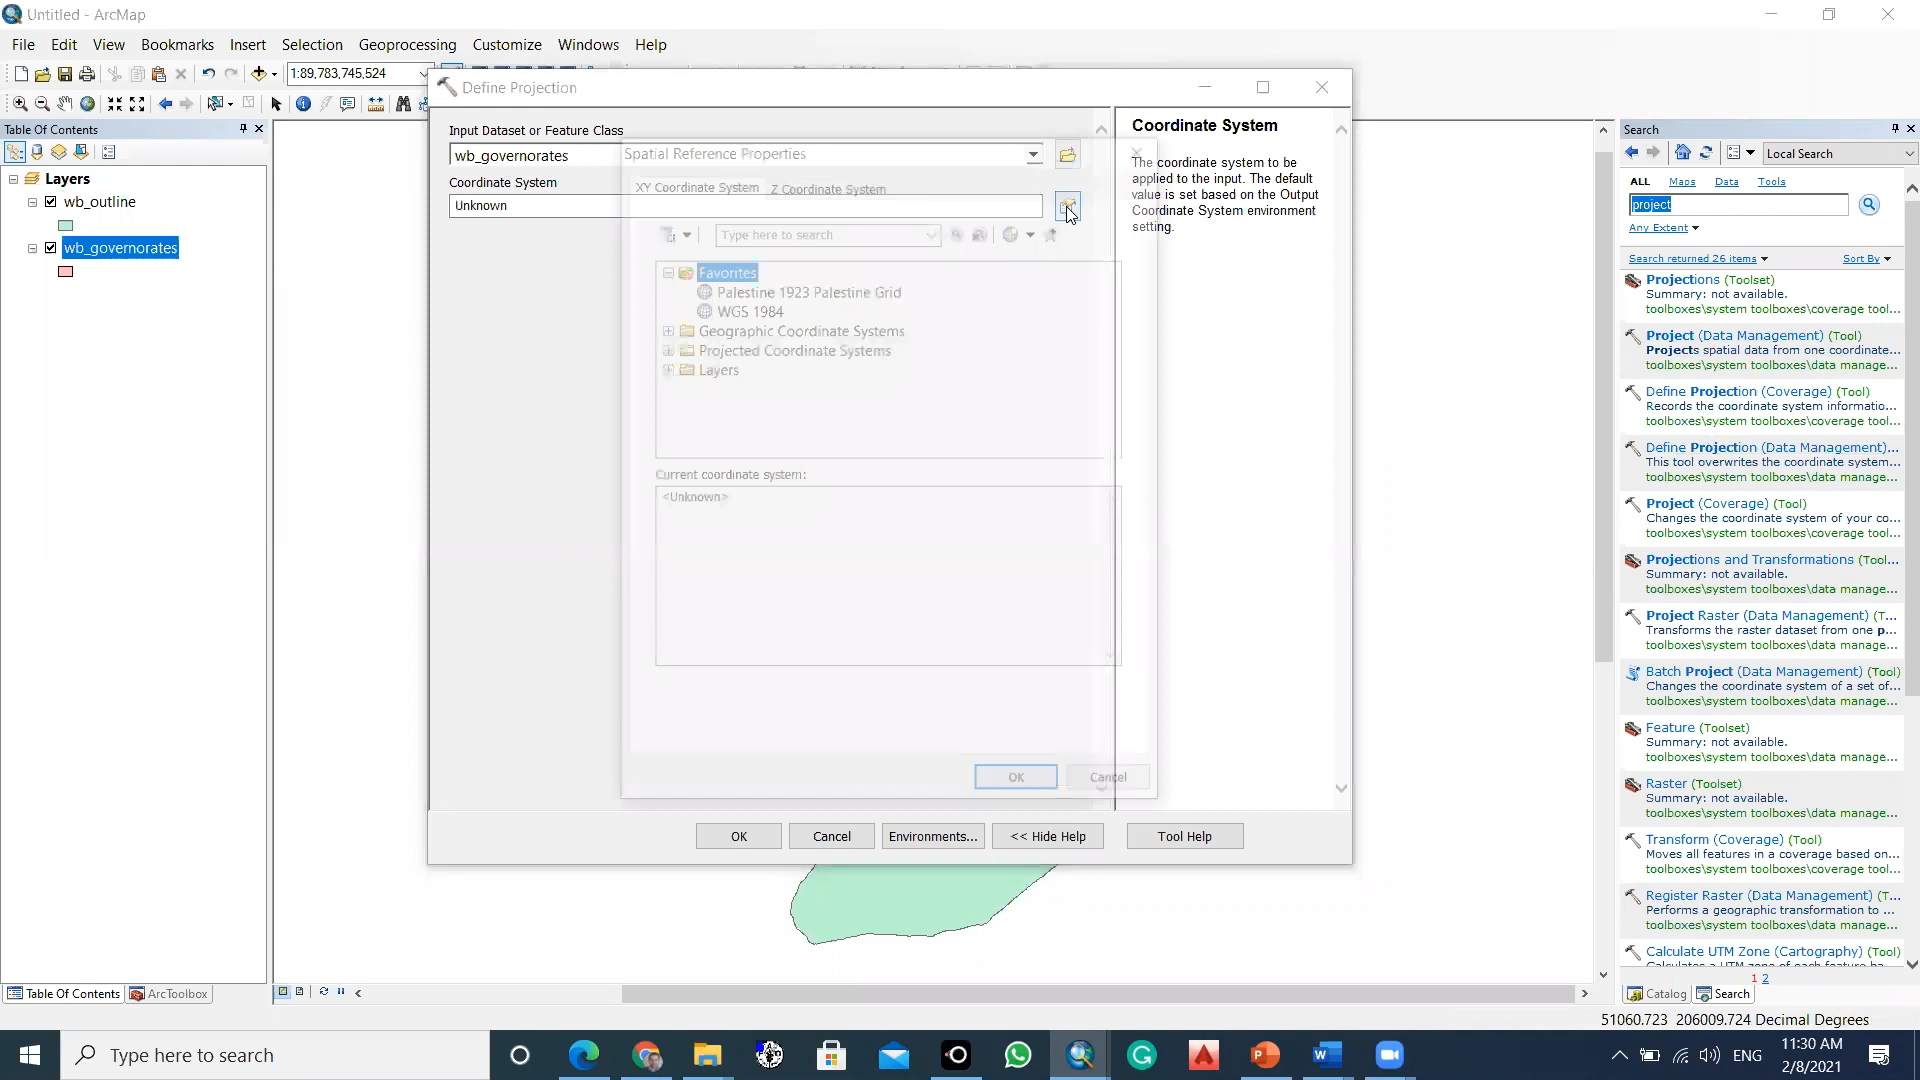 Untitled - ArcMap
File Edit View Bookmarks Insert Selection Geoprocessing Customize Windows Help
1:89,783,745,524
Table Of Contents
Layers
wb_outline
wb_governorates
Define Projection
Input Dataset or Feature Class
wb_governorates
Coordinate System
Unknown
Spatial Reference Properties
XY Coordinate System Z Coordinate System
Type here to search
Favorites
Palestine 1923 Palestine Grid
WGS 1984
Geographic Coordinate Systems
Projected Coordinate Systems
Layers
Current coordinate system:
<Unknown>
OK Cancel
OK Cancel Environments... << Hide Help Tool Help
Coordinate System
The coordinate system to be
applied to the input. The default
value is set based on the Output
Coordinate System environment
setting.
Search
Local Search
ALL Maps Data Tools
project
Any Extent
Search returned 26 items Sort By
Projections (Toolset)
Summary: not available.
toolboxes\system toolboxes\coverage tool...
Project (Data Management) (Tool)
Projects spatial data from one coordinate...
toolboxes\system toolboxes\data manage...
Define Projection (Coverage) (Tool)
Records the coordinate system informatio...
toolboxes\system toolboxes\coverage tool...
Define Projection (Data Management)...
This tool overwrites the coordinate system...
toolboxes\system toolboxes\data manage...
Project (Coverage) (Tool)
Changes the coordinate system of your co...
toolboxes\system toolboxes\coverage tool...
Projections and Transformations (Tool...
Summary: not available.
toolboxes\system toolboxes\data manage...
Project Raster (Data Management) (T...
Transforms the raster dataset from one p...
toolboxes\system toolboxes\data manage...
Batch Project (Data Management) (Tool)
Changes the coordinate system of a set of...
toolboxes\system toolboxes\data manage...
Feature (Toolset)
Summary: not available.
toolboxes\system toolboxes\data manage...
Raster (Toolset)
Summary: not available.
toolboxes\system toolboxes\data manage...
Transform (Coverage) (Tool)
Moves all features in a coverage based on...
toolboxes\system toolboxes\coverage tool...
Register Raster (Data Management) (T...
Performs a geographic transformation to ...
toolboxes\system toolboxes\data manage...
Calculate UTM Zone (Cartography) (Tool)
1 2
Table Of Contents ArcToolbox
Catalog Search
51060.723 206009.724 Decimal Degrees
Type here to search
ENG
11:30 AM
2/8/2021